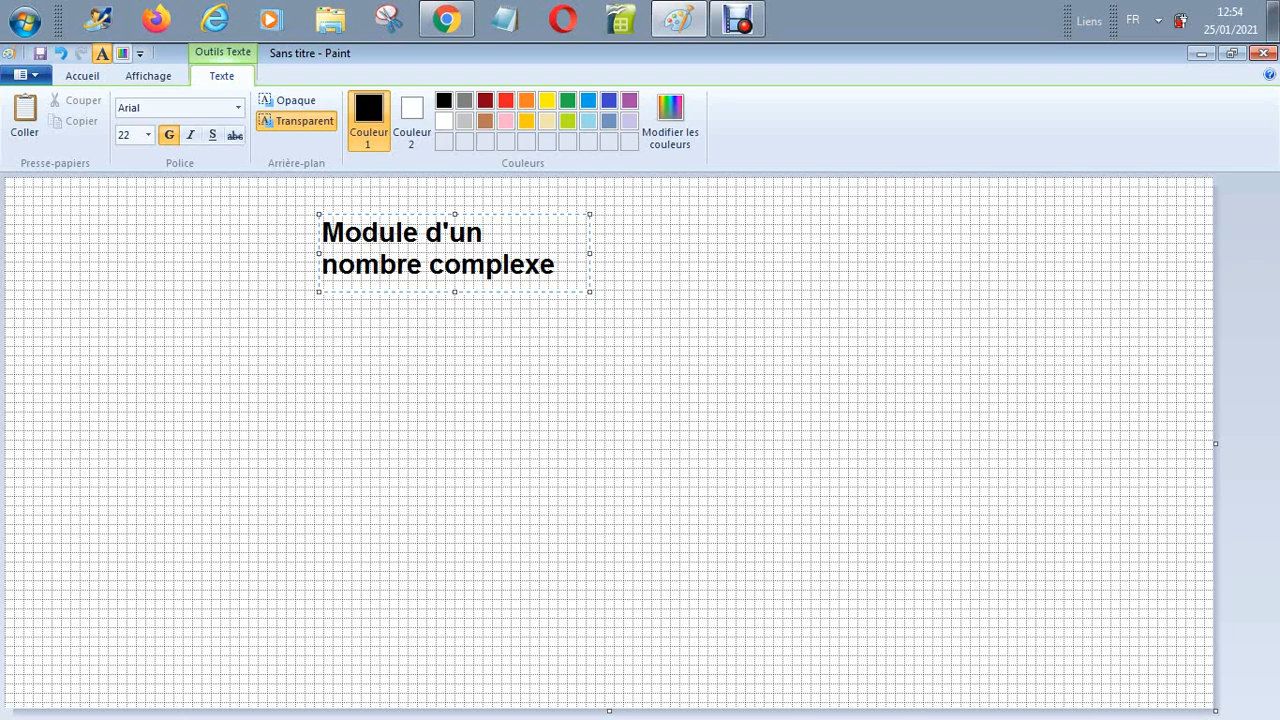 Liens
FR
12:54
25/01/2021
A
Outils Texte
Sans titre - Paint
Accueil
Affichage
Texte
Coller
Couper
Copier
Presse-papiers
Arial
22
G
I
S
abc
Police
Opaque
Transparent
Arrière-plan
Couleur
1
Couleur
2
Modifier les
couleurs
Couleurs
Module d'un
nombre complexe